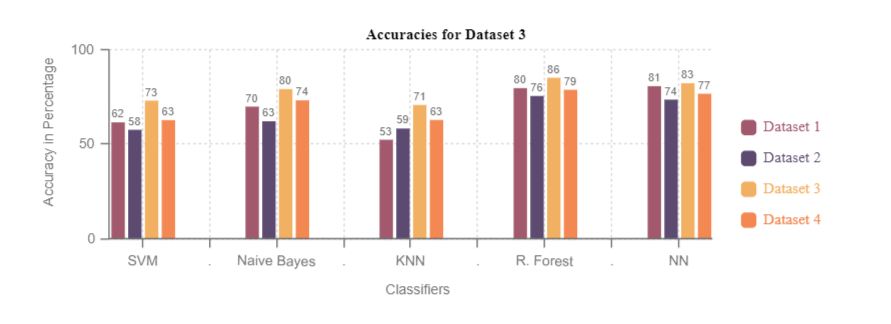 Accuracies for Dataset 3
100
50
0
Accuracy in Percentage
62 58 73 63
70 63 80 74
53 59 71 63
80 76 86 79
81 74 83 77
SVM . Naive Bayes . KNN . R. Forest . NN
Classifiers
Dataset 1
Dataset 2
Dataset 3
Dataset 4